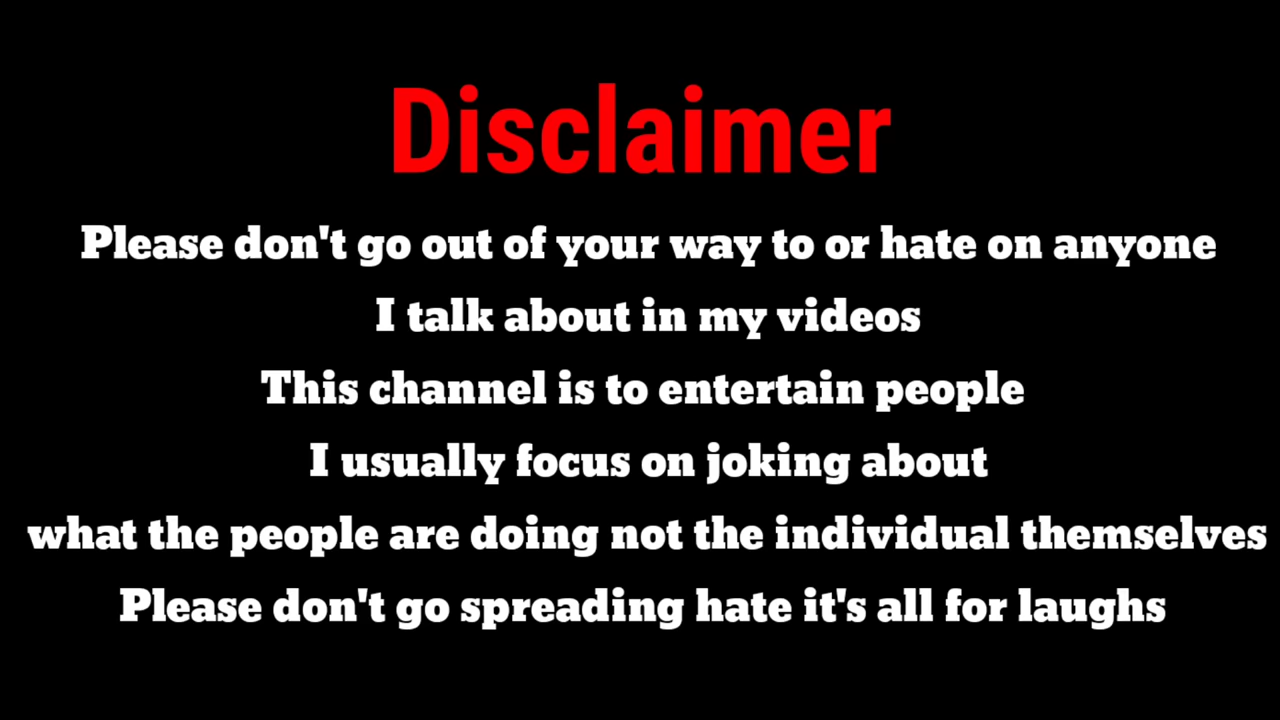 Disclaimer
Please don't go out of your way to or hate on anyone
I talk about in my videos
This channel is to entertain people
I usually focus on joking about
what the people are doing not the individual themselves
Please don't go spreading hate it's all for laughs